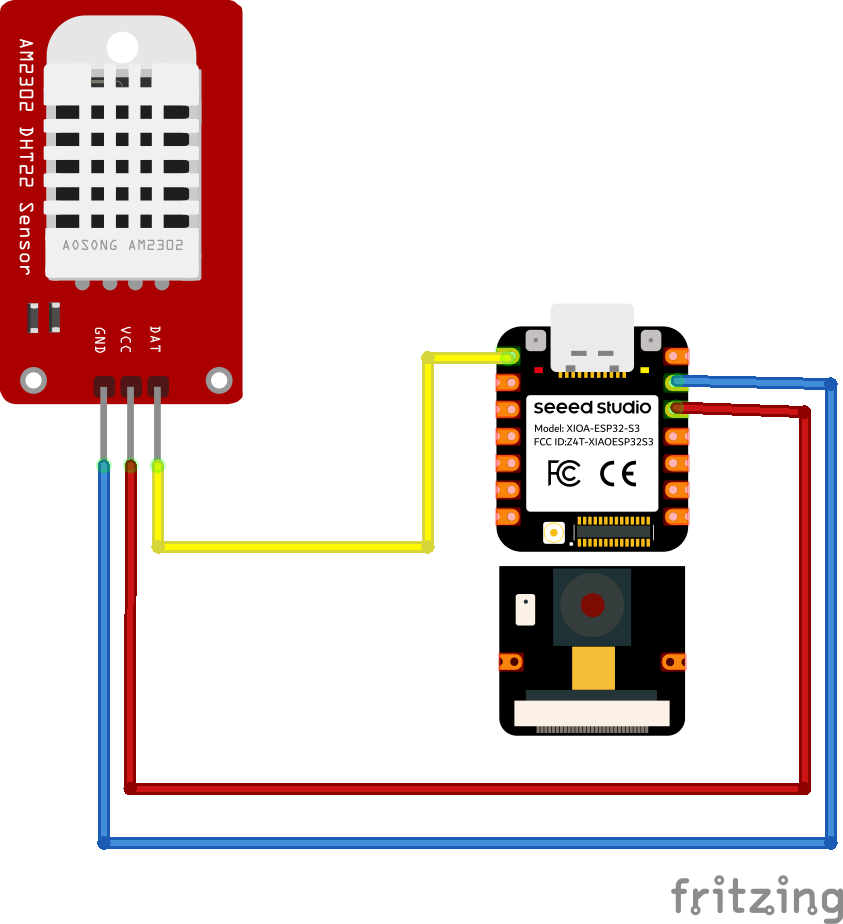 AM2302 DHT22 Sensor
AOSONG AM2302
GND
VCC
DAT
seeed studio
Model: XIOA-ESP32-S3
FCC ID:Z4T-XIAOESP32S3
FC CE
fritzing